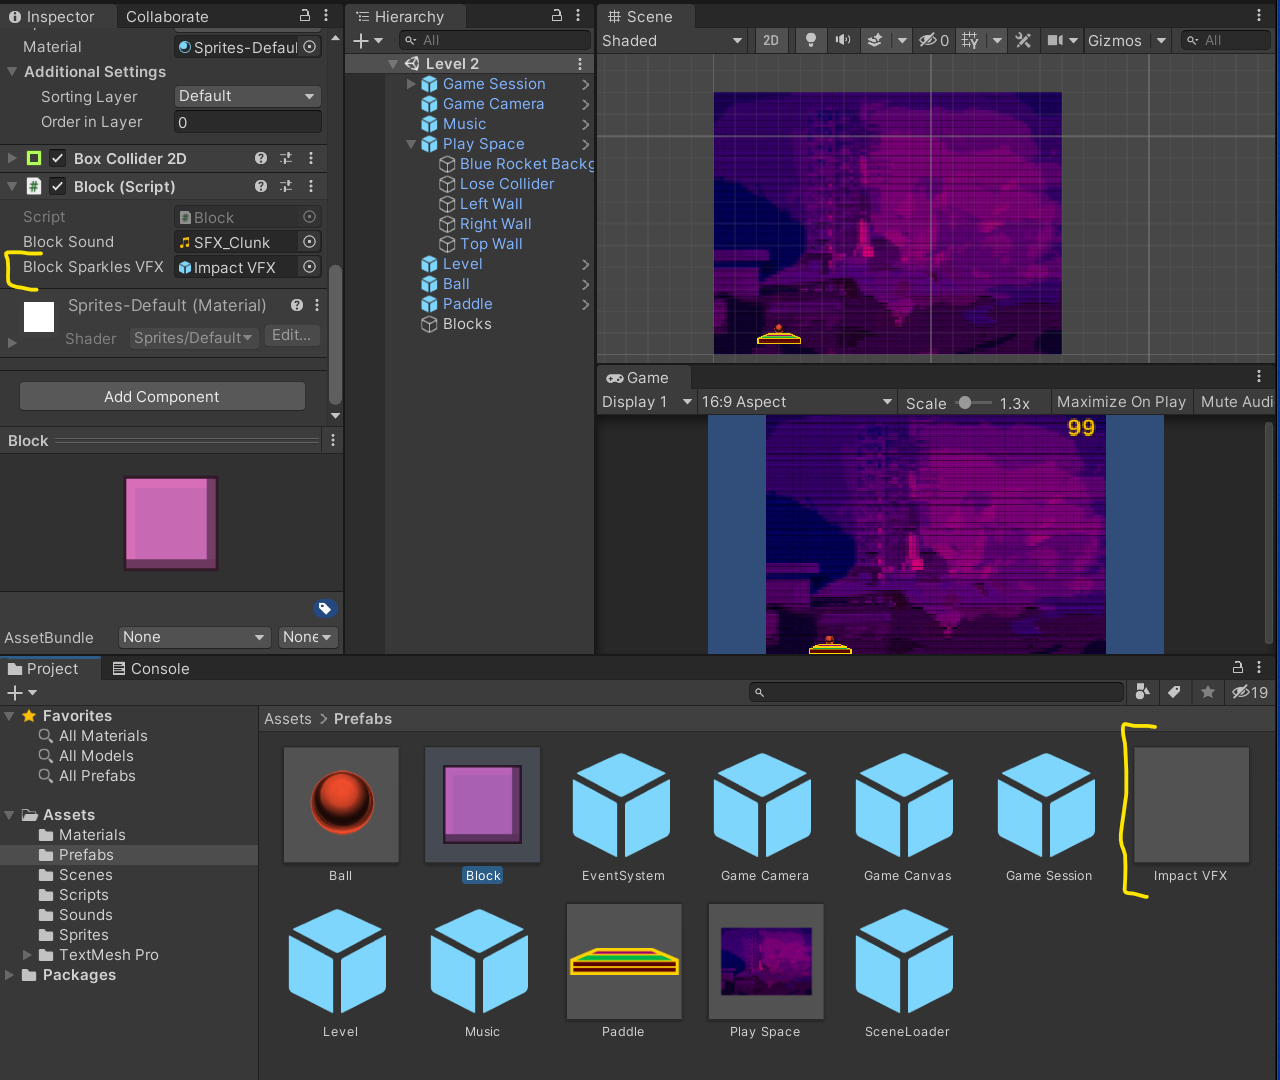 Inspector
Collaborate
Material
Sprites-Defaul
Additional Settings
Sorting Layer
Default
Order in Layer
0
Box Collider 2D
Block (Script)
Script
Block
Block Sound
SFX_Clunk
Block Sparkles VFX
Impact VFX
Sprites-Default (Material)
Shader
Sprites/Default
Edit...
Add Component
Block
AssetBundle
None
None
Hierarchy
All
Level 2
Game Session
Game Camera
Music
Play Space
Blue Rocket Backg
Lose Collider
Left Wall
Right Wall
Top Wall
Level
Ball
Paddle
Blocks
Scene
Shaded
2D
0
Gizmos
All
Game
Display 1
16:9 Aspect
Scale
1.3x
Maximize On Play
Mute Audi
99
Project
Console
19
Favorites
All Materials
All Models
All Prefabs
Assets
Materials
Prefabs
Scenes
Scripts
Sounds
Sprites
TextMesh Pro
Packages
Assets > Prefabs
Ball
Block
EventSystem
Game Camera
Game Canvas
Game Session
Impact VFX
Level
Music
Paddle
Play Space
SceneLoader